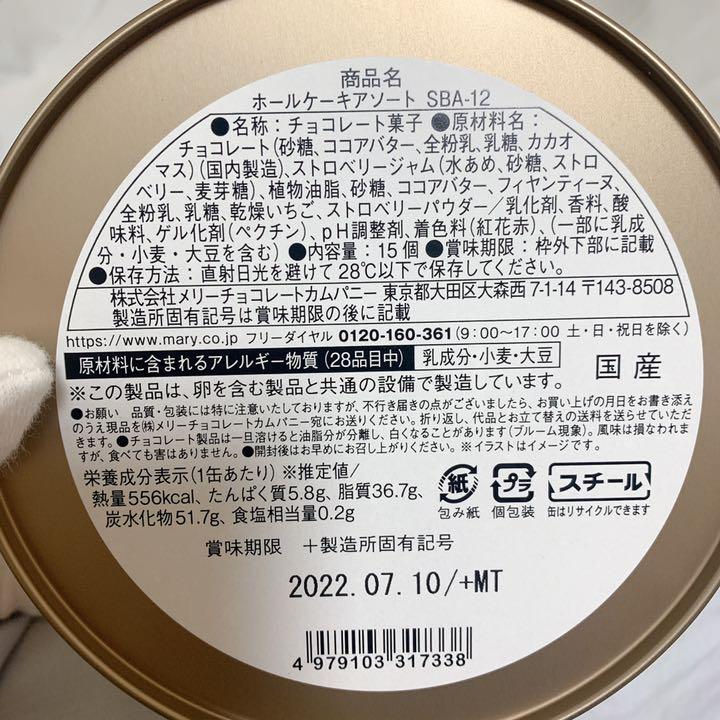 商品名
ホールケーキアソート SBA-12
●名称：チョコレート菓子 ●原材料名：
チョコレート(砂糖、ココアバター、全粉乳、乳糖、カカオ
マス)(国内製造)、ストロベリージャム(水あめ、砂糖、ストロ
ベリー、麦芽糖)、植物油脂、砂糖、ココアバター、フィヤンティーヌ、
全粉乳、乳糖、乾燥いちご、ストロベリーパウダー／乳化剤、香料、酸
味料、ゲル化剤(ペクチン)、pH調整剤、着色料(紅花赤)、(一部に乳成
分・小麦・大豆を含む) ●内容量：15個 ●賞味期限：枠外下部に記載
●保存方法：直射日光を避けて28℃以下で保存してください。
株式会社メリーチョコレートカムパニー 東京都大田区大森西7-1-14 〒143-8508
製造所固有記号は賞味期限の後に記載
https://www.mary.co.jp フリーダイヤル 0120-160-361(9:00〜17:00 土・日・祝日を除く)
原材料に含まれるアレルギー物質(28品目中) 乳成分・小麦・大豆 国産
※この製品は、卵を含む製品と共通の設備で製造しています。
●お願い 品質・包装には特に注意いたしておりますが、不行き届きの点がございましたら、お買い上げの月日をお書き添え
のうえ現品を㈱メリーチョコレートカムパニー宛にお送りください。折り返し、代品とお立て替えの送料を送らせていただ
きます。 ●チョコレート製品は一旦溶けると油脂分が分離し、白くなることがあります(ブルーム現象)。風味は損なわれま
すが、食べても害はありません。 ●開封後はお早めにお召し上がりください。 ※イラストはイメージです。
栄養成分表示(1缶あたり) ※推定値/
熱量556kcal、たんぱく質5.8g、脂質36.7g、
炭水化物51.7g、食塩相当量0.2g
紙 プラ スチール
包み紙 個包装 缶はリサイクルできます
賞味期限 ＋製造所固有記号
2022.07.10/+MT
4 979103 317338